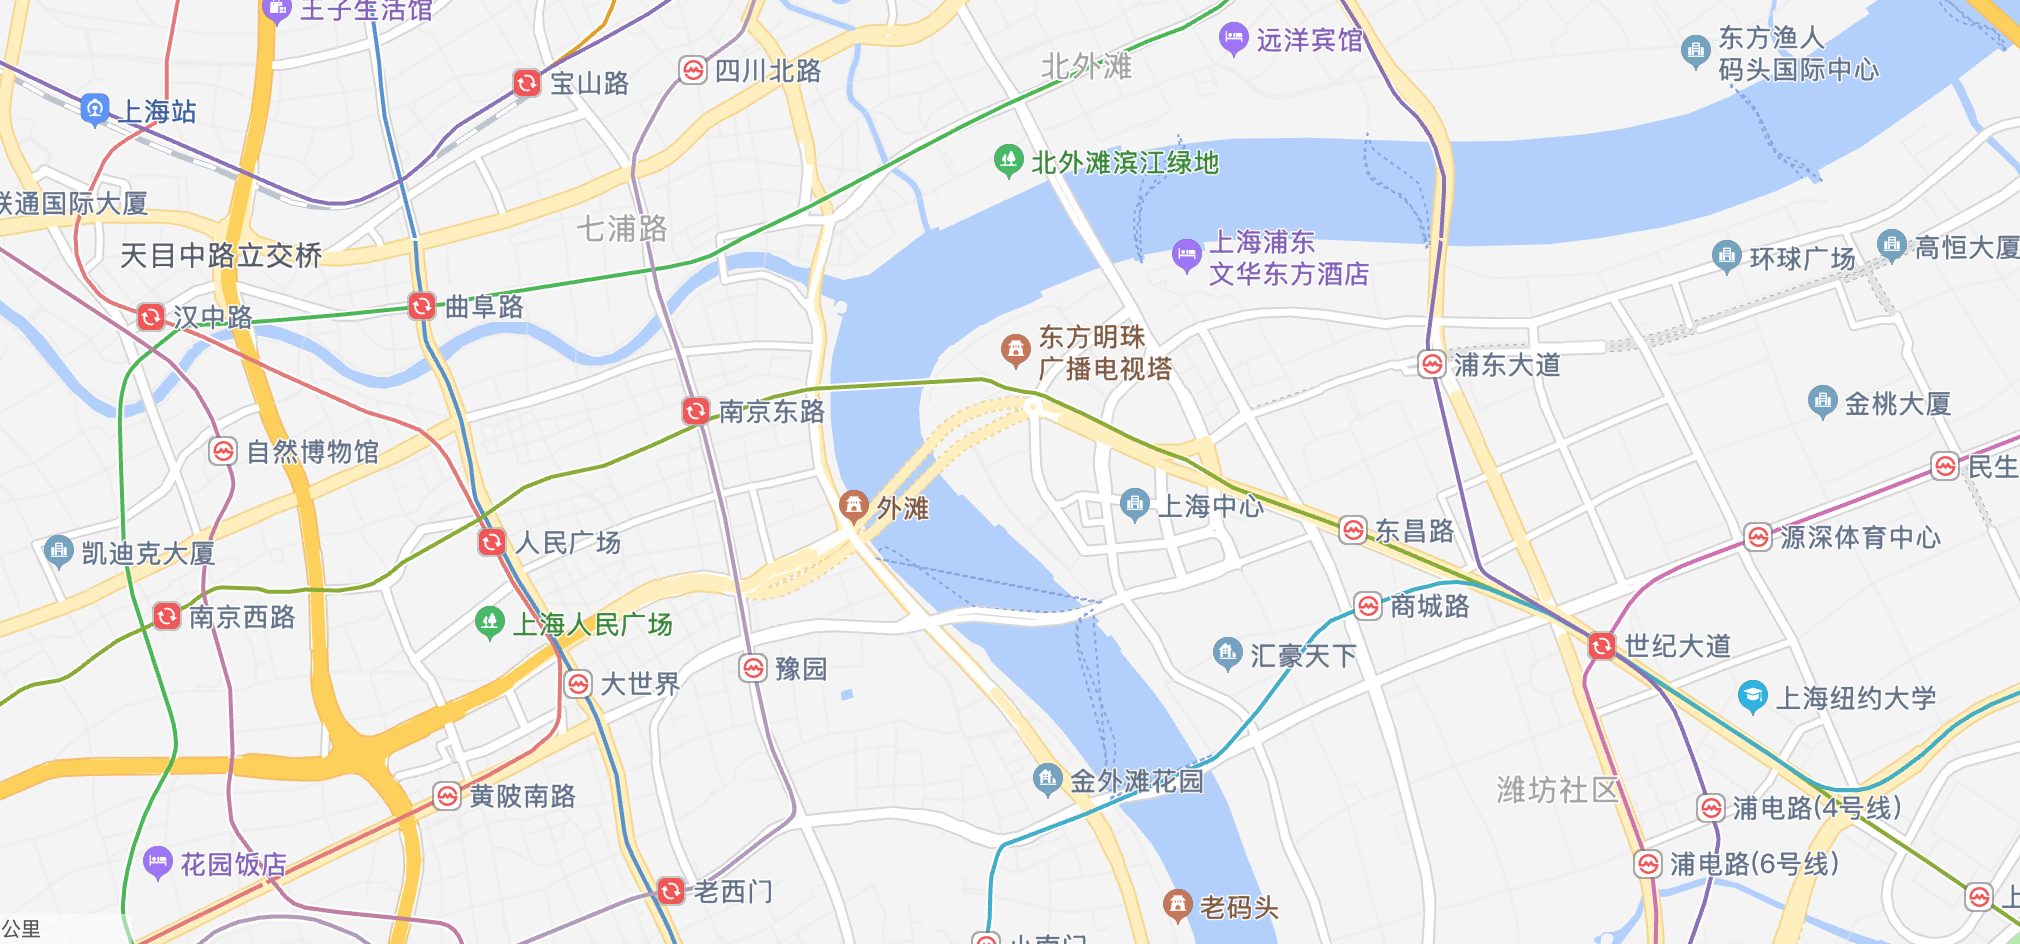 王子生活馆
远洋宾馆
东方渔人
码头国际中心
北外滩
四川北路
宝山路
上海站
北外滩滨江绿地
联通国际大厦
七浦路
天目中路立交桥
上海浦东
文华东方酒店
环球广场
高恒大厦
汉中路
曲阜路
东方明珠
广播电视塔
浦东大道
南京东路
金桃大厦
自然博物馆
民生
外滩
上海中心
东昌路
源深体育中心
人民广场
凯迪克大厦
南京西路
上海人民广场
商城路
世纪大道
汇豪天下
豫园
大世界
上海纽约大学
金外滩花园
黄陂南路
潍坊社区
浦电路(4号线)
浦电路(6号线)
花园饭店
老西门
老码头
上
公里
小南门